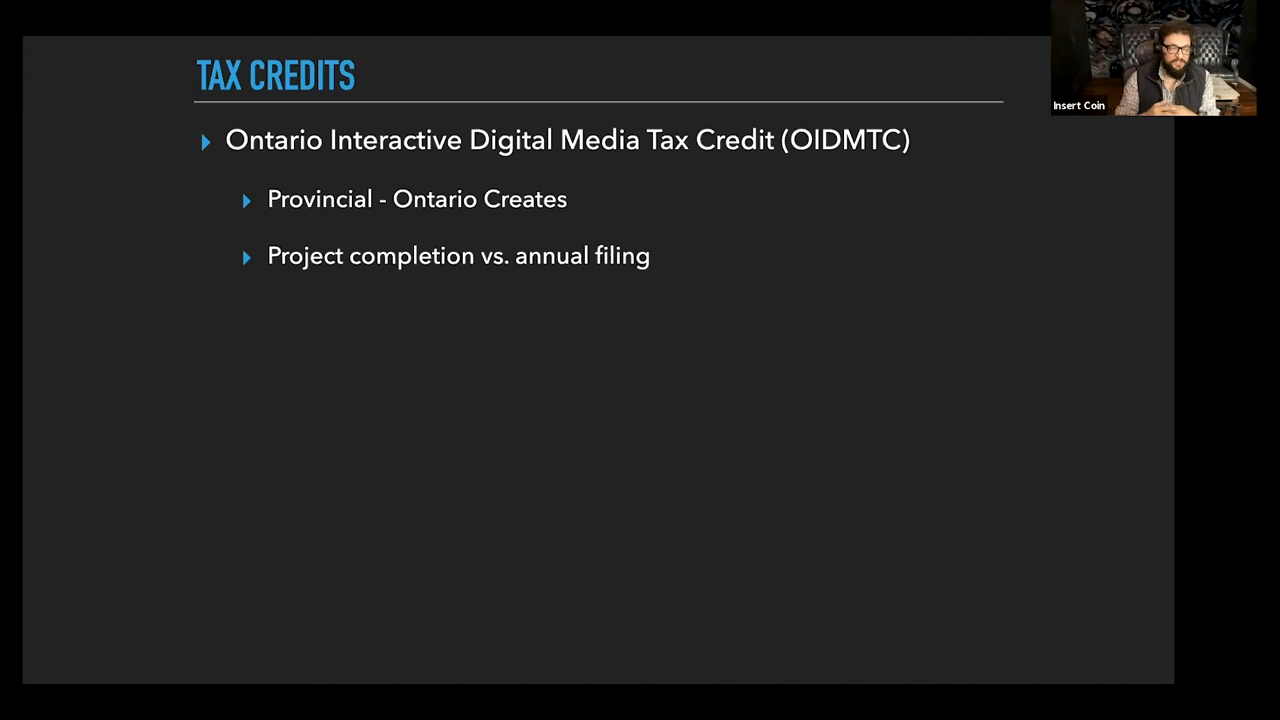 TAX CREDITS
Insert Coin
Ontario Interactive Digital Media Tax Credit (OIDMTC)
Provincial - Ontario Creates
Project completion vs. annual filing